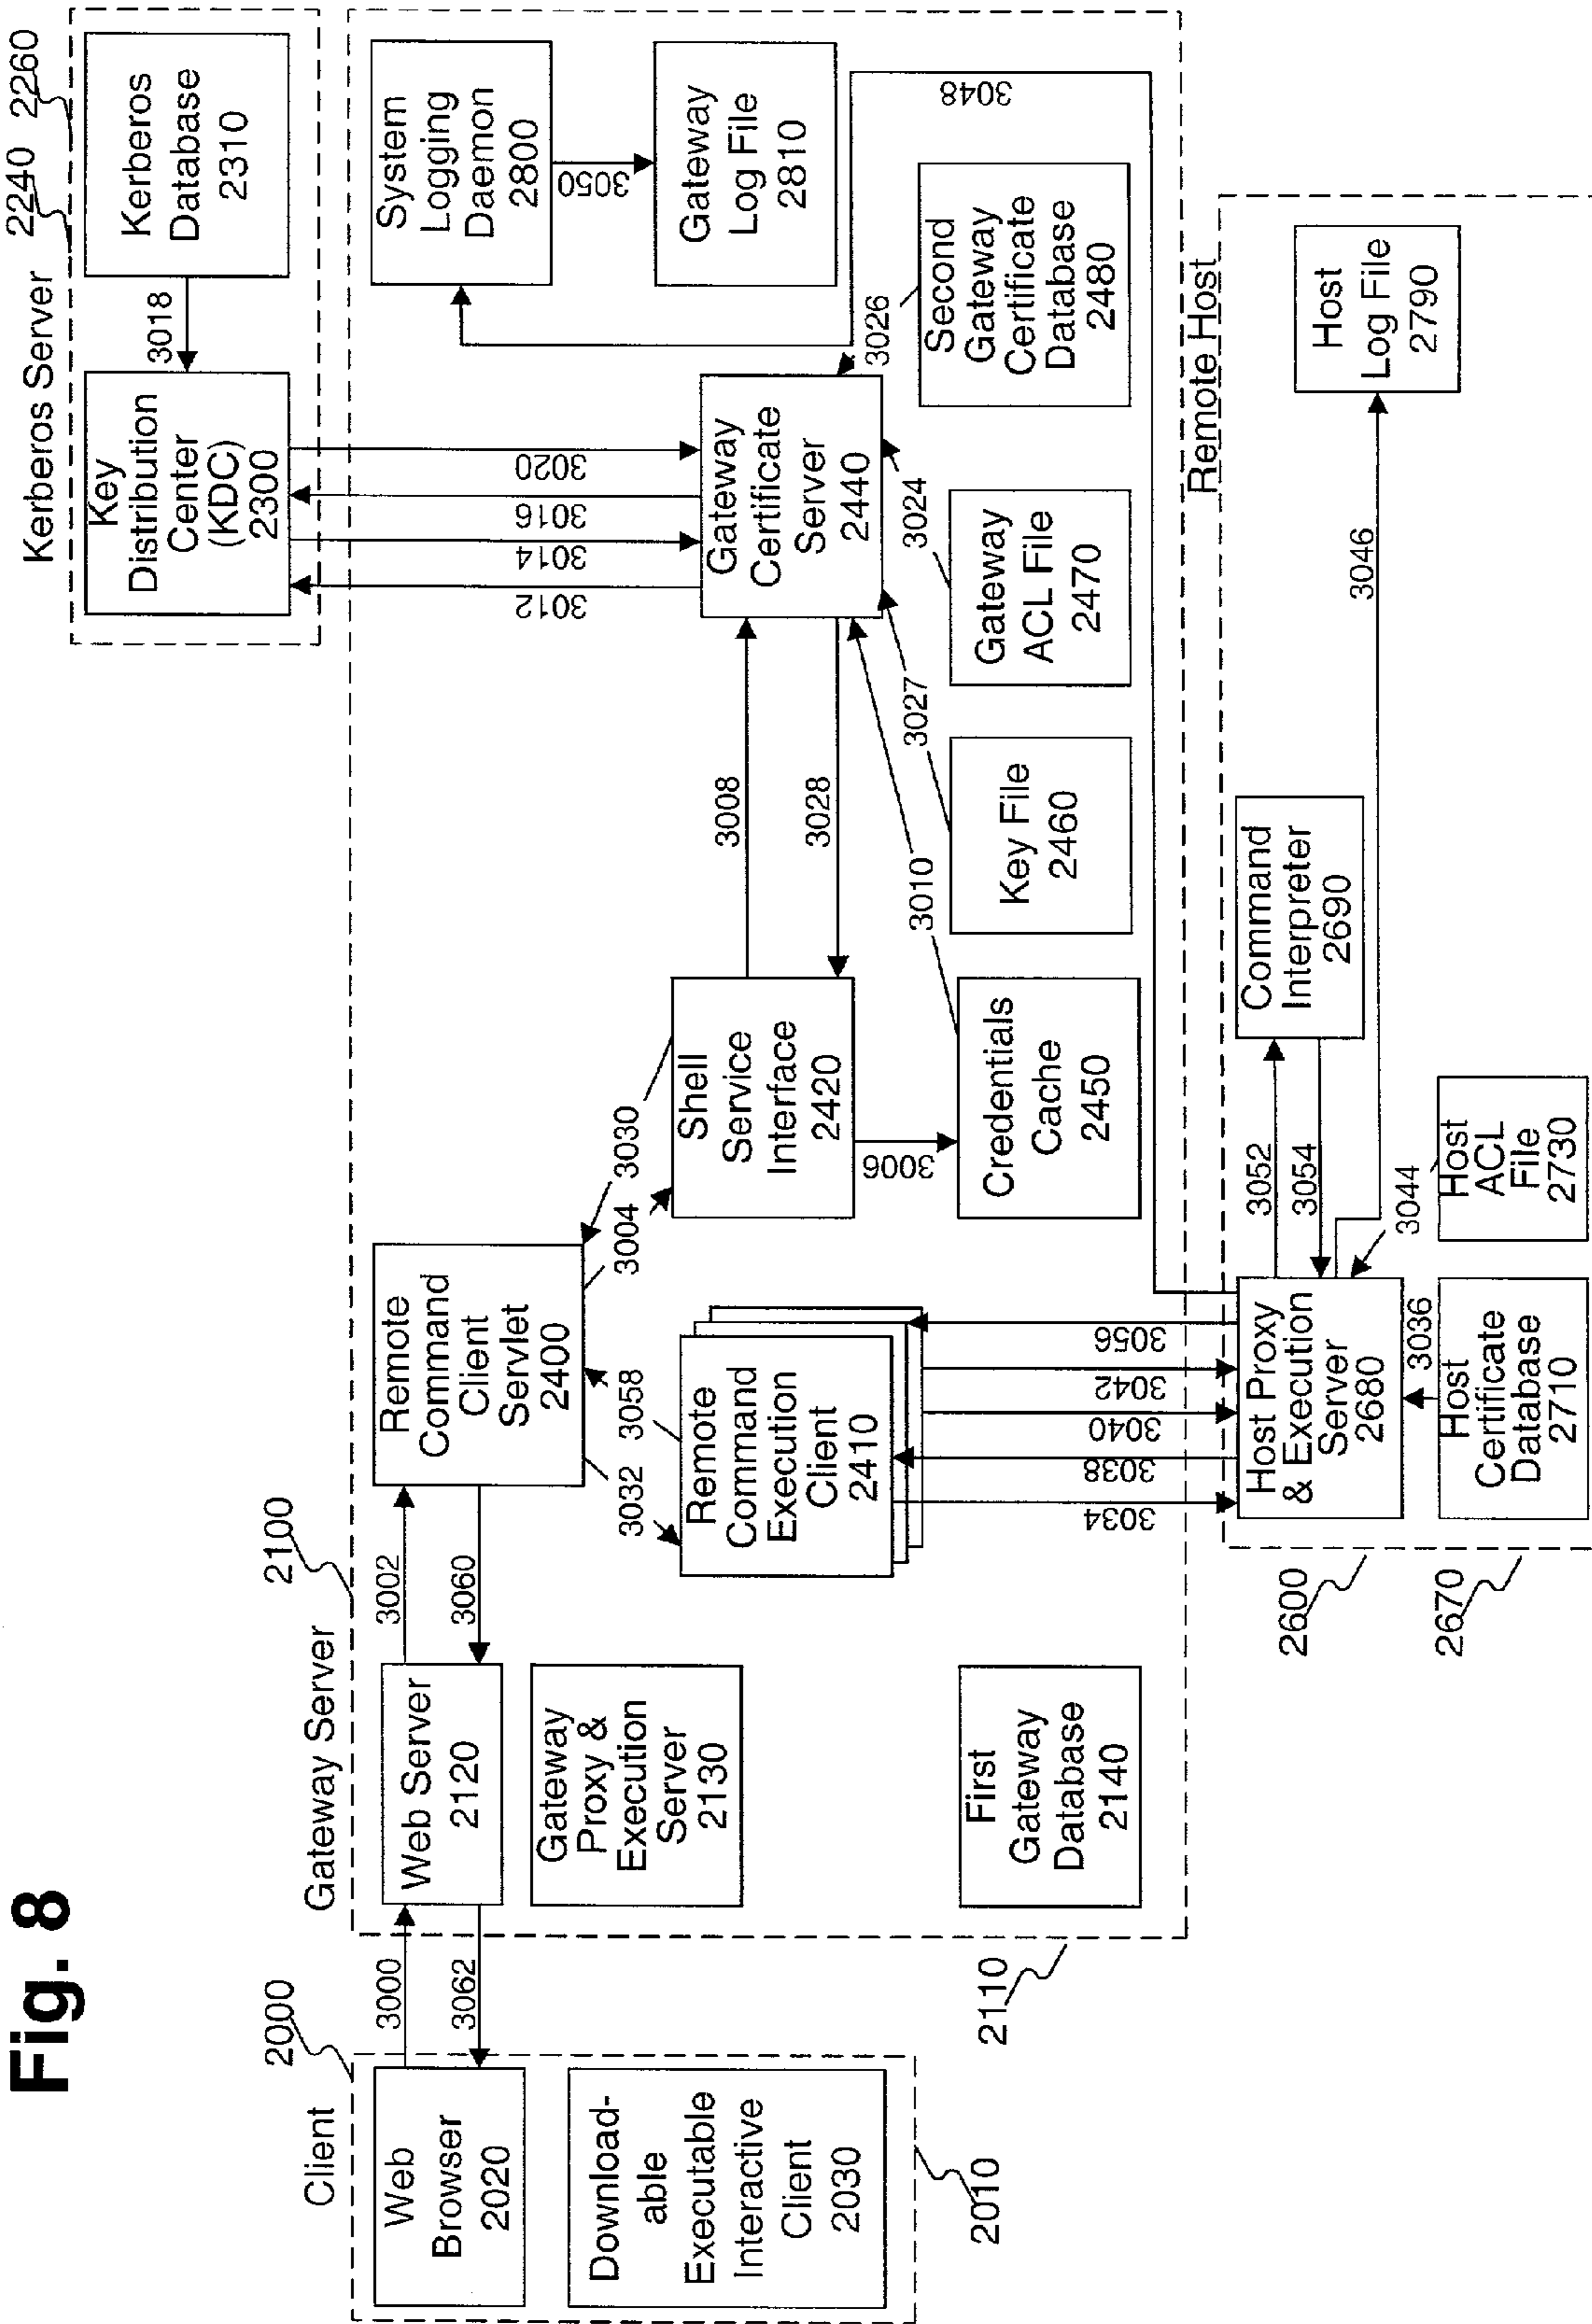 Fig. 8
Client
2000
Web
Browser
2020
Download-
able
Executable
Interactive
Client
2030
2010
3000
3062
Gateway Server
2100
Web Server
2120
Gateway
Proxy &
Execution
Server
2130
First
Gateway
Database
2140
2110
3002
3060
Remote
Command
Client
Servlet
2400
3032
3058
3004
3030
Remote
Command
Execution
Client
2410
Shell
Service
Interface
2420
3006
Credentials
Cache
2450
3008
3028
3010
Key File
2460
3027
Gateway
Certificate
Server
2440
3024
Gateway
ACL File
2470
3026
Second
Gateway
Certificate
Database
2480
System
Logging
Daemon
2800
3050
Gateway
Log File
2810
3048
Kerberos Server
2240
2260
Key
Distribution
Center
(KDC)
2300
3018
Kerberos
Database
2310
3012
3014
3016
3020
3034
3038
3040
3042
3056
Remote Host
2600
2670
Host Proxy
& Execution
Server
2680
3036
Host
Certificate
Database
2710
3044
Host
ACL
File
2730
3052
3054
Command
Interpreter
2690
3046
Host
Log File
2790